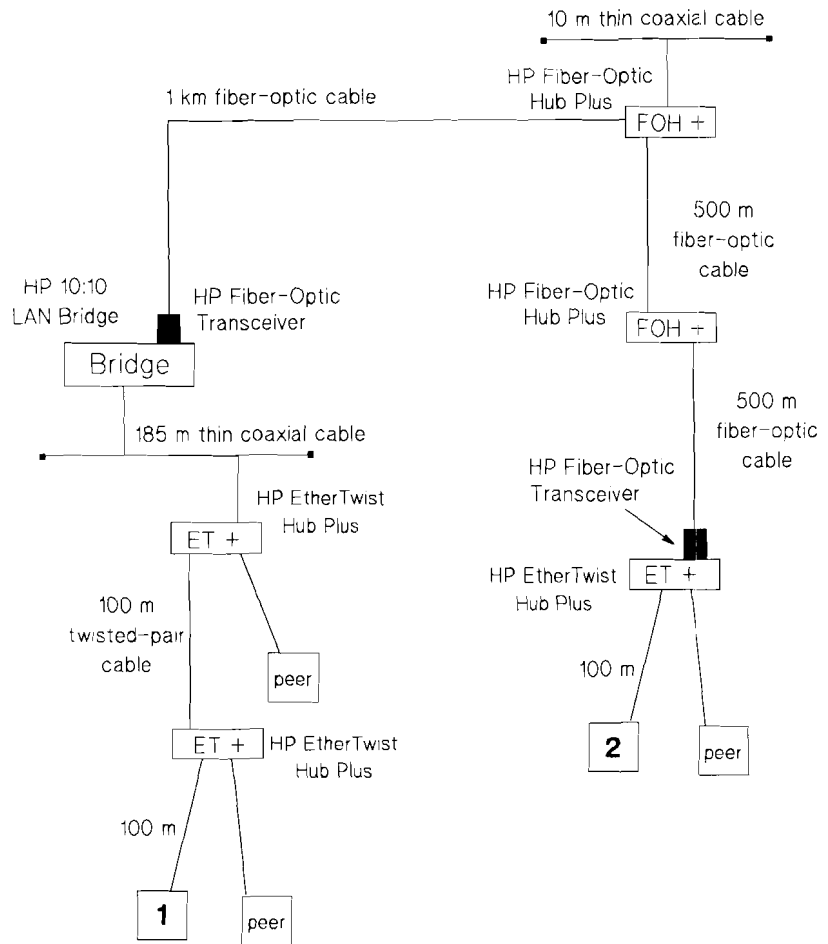 10 m thin coaxial cable
HP Fiber-Optic
Hub Plus
1 km fiber-optic cable
FOH +
500 m
fiber-optic
cable
HP 10:10
LAN Bridge
HP Fiber-Optic
Transceiver
HP Fiber-Optic
Hub Plus
FOH +
Bridge
500 m
fiber-optic
cable
185 m thin coaxial cable
HP Fiber-Optic
Transceiver
HP EtherTwist
Hub Plus
ET +
HP EtherTwist
Hub Plus
ET +
100 m
twisted-pair
cable
peer
100 m
2
peer
ET +
HP EtherTwist
Hub Plus
100 m
1
peer